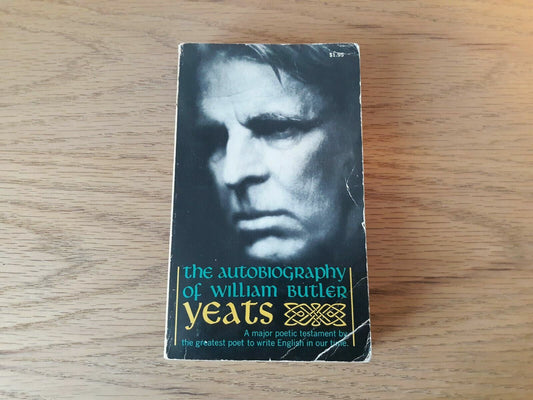 $1.95
the autobiography
of william butler
yeats
A major poetic testament by
the greatest poet to write English in our time.